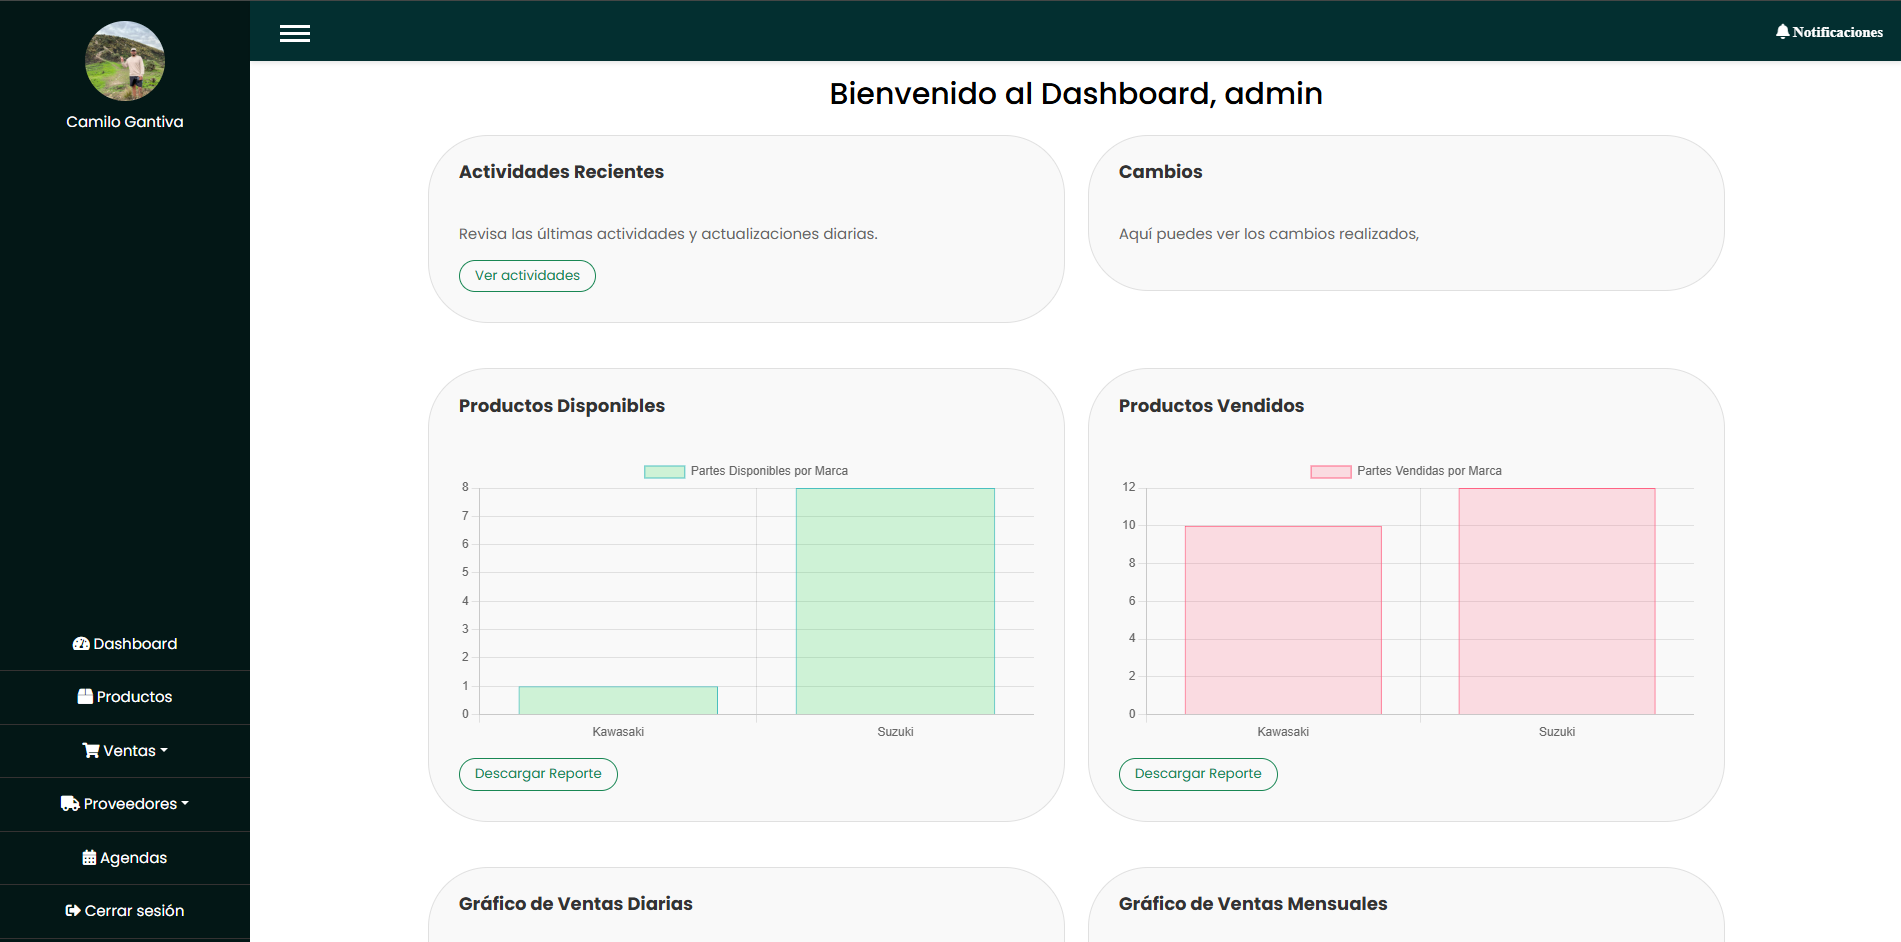 Camilo Gantiva
Dashboard
Productos
Ventas
Proveedores
Agendas
Cerrar sesión
Notificaciones
Bienvenido al Dashboard, admin
Actividades Recientes
Revisa las últimas actividades y actualizaciones diarias.
Ver actividades
Cambios
Aquí puedes ver los cambios realizados,
Productos Disponibles
Partes Disponibles por Marca
8
7
6
5
4
3
2
1
0
Kawasaki Suzuki
Descargar Reporte
Productos Vendidos
Partes Vendidas por Marca
12
10
8
6
4
2
0
Kawasaki Suzuki
Descargar Reporte
Gráfico de Ventas Diarias
Gráfico de Ventas Mensuales